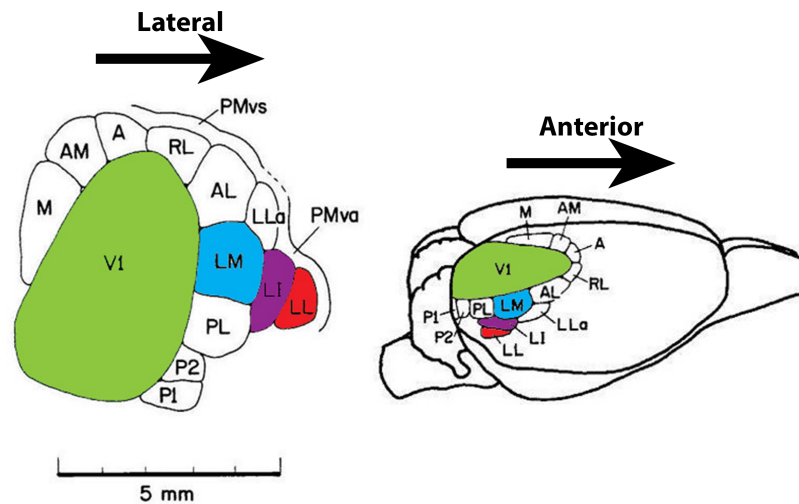 Lateral
PMvs
A
AM
RL
M
AL
LLa
PMva
V1
LM
LI
LL
PL
P2
P1
5 mm
Anterior
M
AM
A
V1
RL
AL
P1
PL
LM
P2
LLa
LI
LL